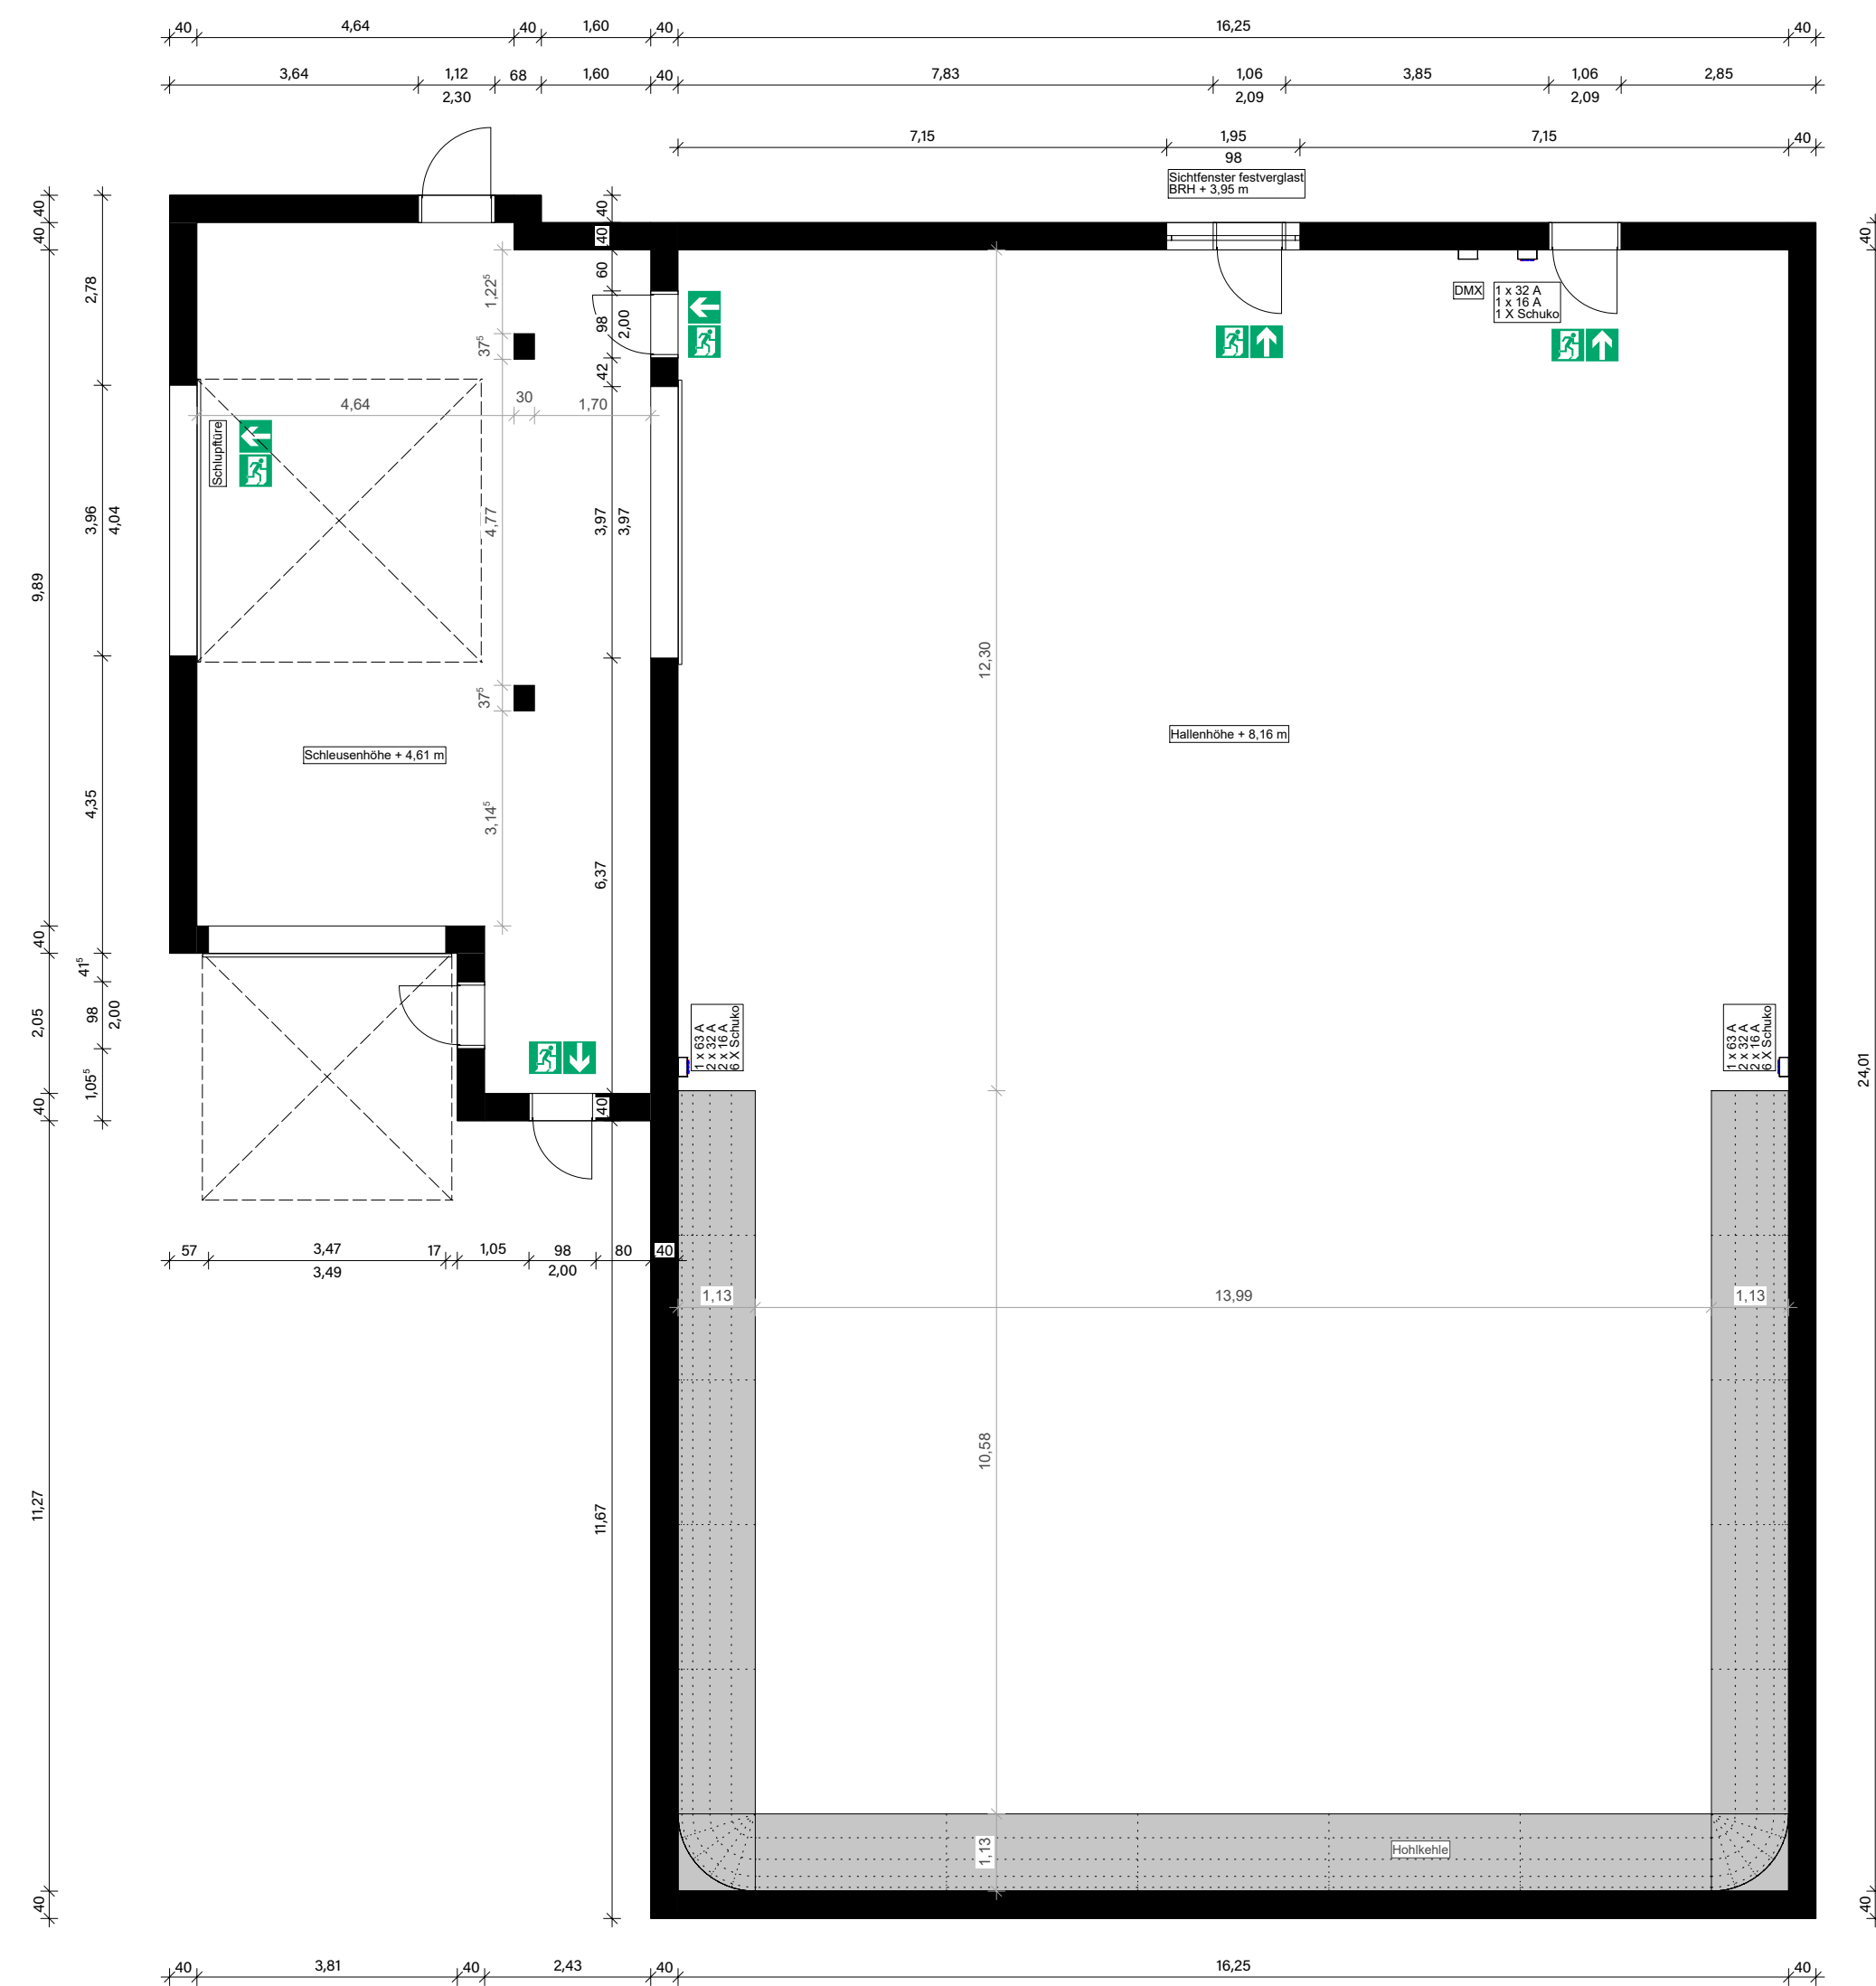 40 4,64 40 1,60 40 16,25 40
3,64 1,12 68 1,60 40 7,83 1,06 3,85 1,06 2,85
2,30 2,09 2,09
7,15 1,95 7,15 40
98
Sichtfenster festverglast
BRH + 3,95 m
40
40
9,89
40
2,05
40
11,27
40
2,78
3,96
4,04
4,35
41⁵
98
2,00
1,05⁵
40
40
60
98
2,00
42
3,97
3,97
6,37
40
11,67
1,22⁵
37⁵
4,77
37⁵
3,14⁵
4,64 30 1,70
Schlupftüre
Schleusenhöhe + 4,61 m
DMX
1 x 32 A
1 x 16 A
1 X Schuko
12,30
Hallenhöhe + 8,16 m
1 x 63 A
2 x 32 A
2 x 16 A
6 X Schuko
1 x 63 A
2 x 32 A
2 x 16 A
6 X Schuko
40
24,01
40
57 3,47 17 1,05 98 80 40
3,49 2,00
1,13 13,99 1,13
10,58
1,13
Hohlkehle
40 3,81 40 2,43 40 16,25 40